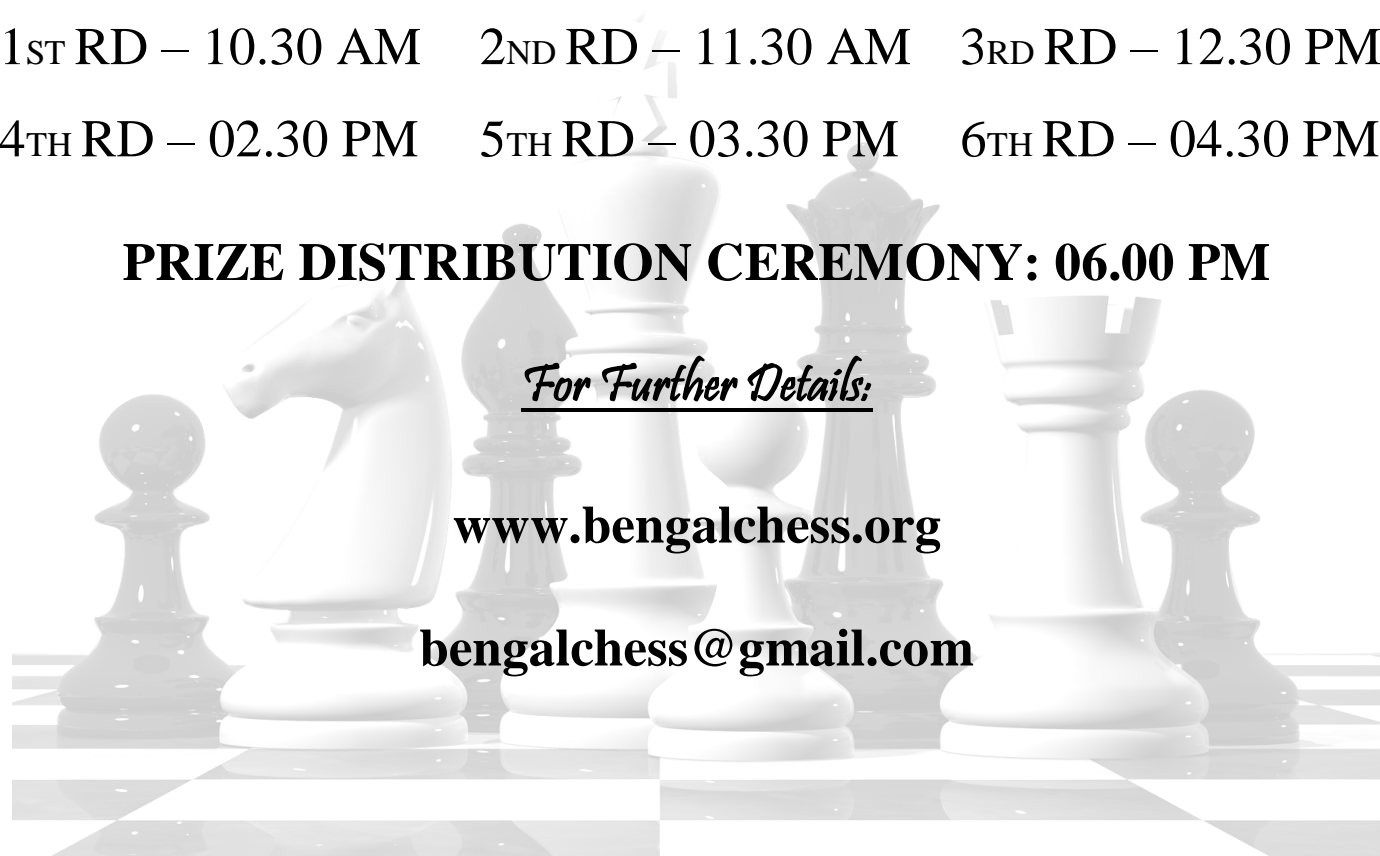 1ST RD – 10.30 AM 2ND RD – 11.30 AM 3RD RD – 12.30 PM
4TH RD – 02.30 PM 5TH RD – 03.30 PM 6TH RD – 04.30 PM
PRIZE DISTRIBUTION CEREMONY: 06.00 PM
For Further Details:
www.bengalchess.org
bengalchess@gmail.com